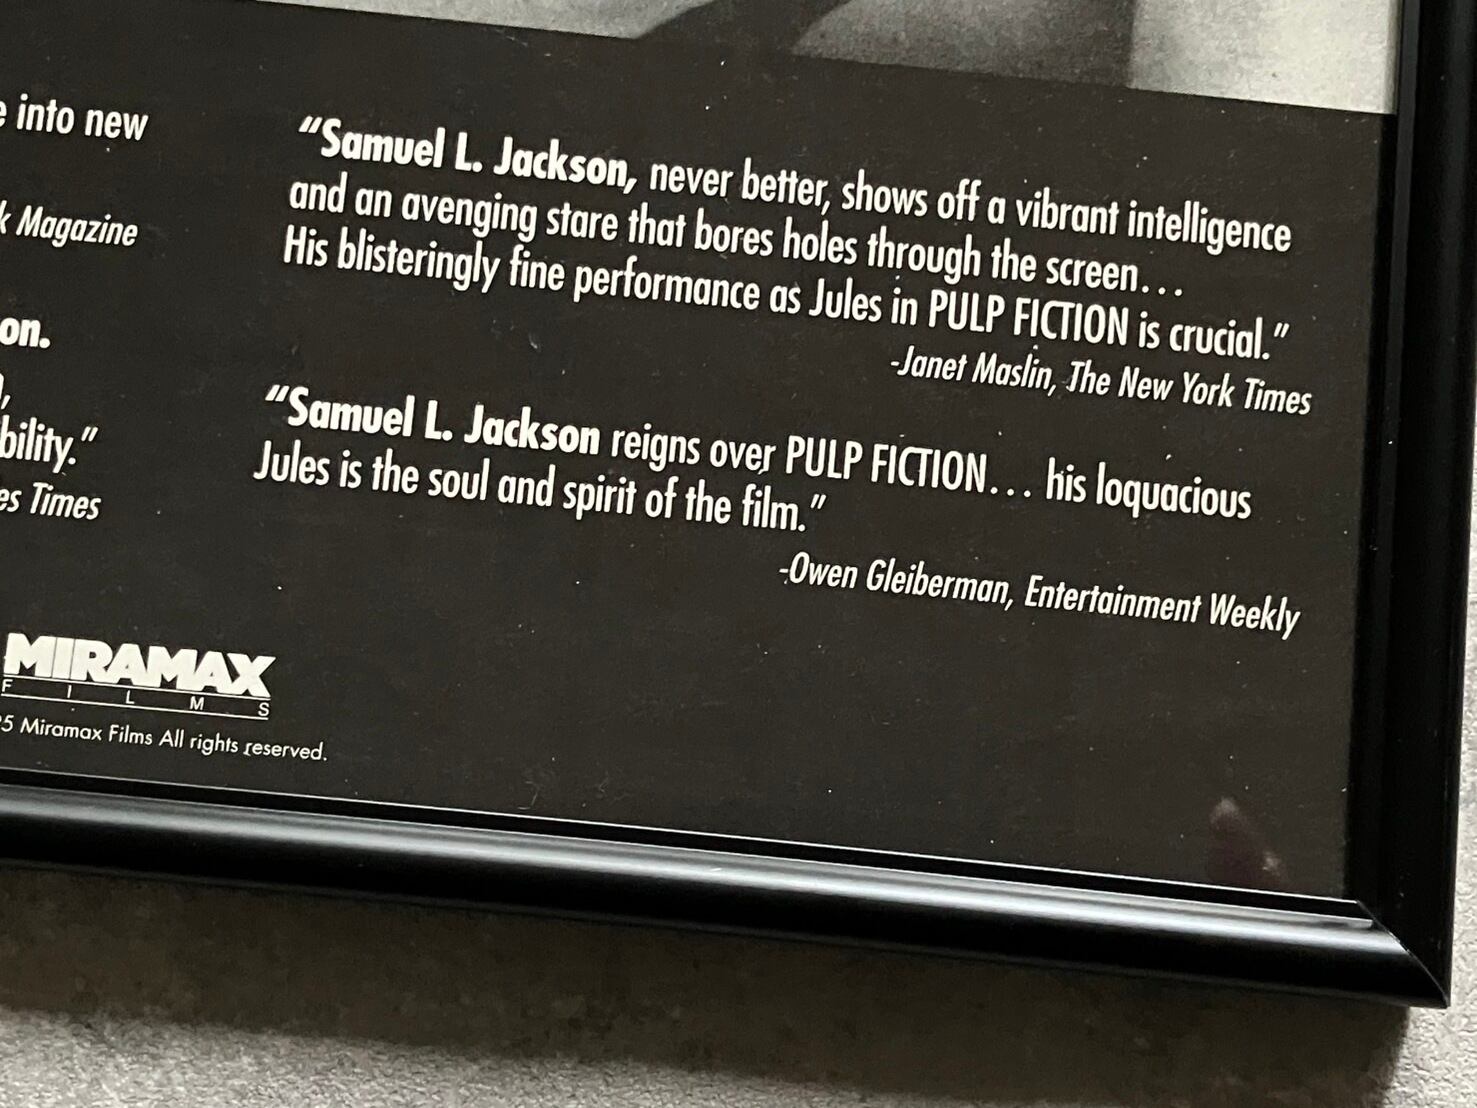 into new
Magazine
on.
bility."
Times
"Samuel L. Jackson, never better, shows off a vibrant intelligence
and an avenging stare that bores holes through the screen...
His blisteringly fine performance as Jules in PULP FICTION is crucial."
-Janet Maslin, The New York Times
"Samuel L. Jackson reigns over PULP FICTION... his loquacious
Jules is the soul and spirit of the film."
-Owen Gleiberman, Entertainment Weekly
MIRAMAX
FILMS
5 Miramax Films All rights reserved.